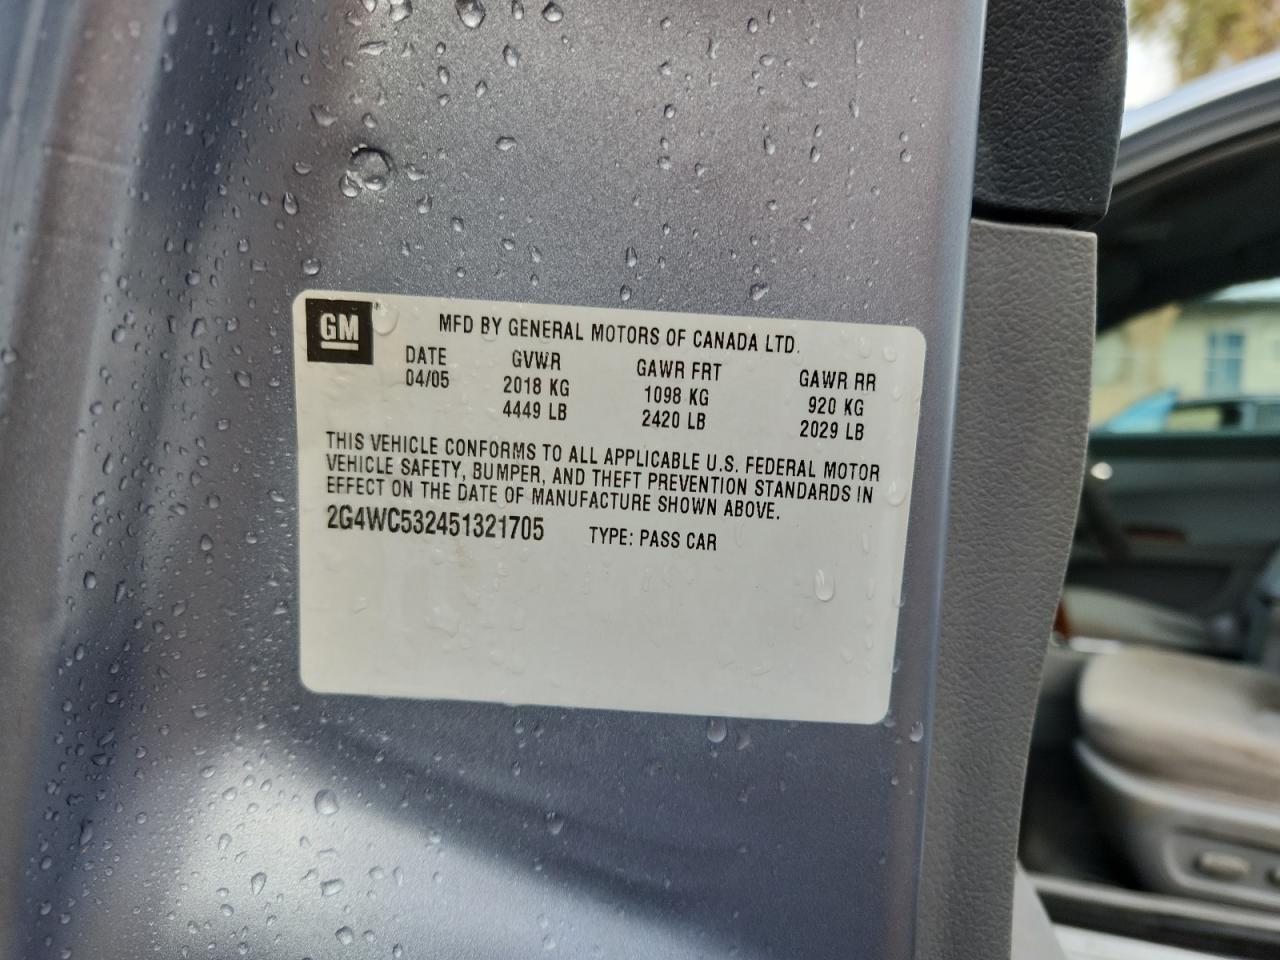 GM
MFD BY GENERAL MOTORS OF CANADA LTD.
DATE GVWR GAWR FRT GAWR RR
04/05 2018 KG 1098 KG 920 KG
4449 LB 2420 LB 2029 LB
THIS VEHICLE CONFORMS TO ALL APPLICABLE U.S. FEDERAL MOTOR
VEHICLE SAFETY, BUMPER, AND THEFT PREVENTION STANDARDS IN
EFFECT ON THE DATE OF MANUFACTURE SHOWN ABOVE.
2G4WC532451321705 TYPE: PASS CAR